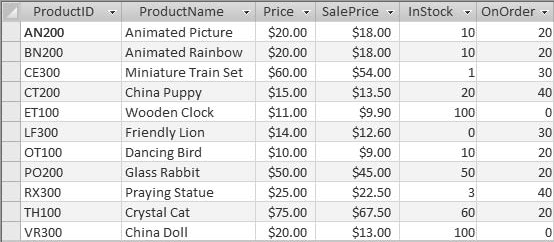 ProductID ProductName Price SalePrice InStock OnOrder
AN200 Animated Picture $20.00 $18.00 10 20
BN200 Animated Rainbow $20.00 $18.00 10 20
CE300 Miniature Train Set $60.00 $54.00 1 30
CT200 China Puppy $15.00 $13.50 20 40
ET100 Wooden Clock $11.00 $9.90 100 0
LF300 Friendly Lion $14.00 $12.60 0 30
OT100 Dancing Bird $10.00 $9.00 10 20
PO200 Glass Rabbit $50.00 $45.00 50 20
RX300 Praying Statue $25.00 $22.50 3 40
TH100 Crystal Cat $75.00 $67.50 60 20
VR300 China Doll $20.00 $13.00 100 0